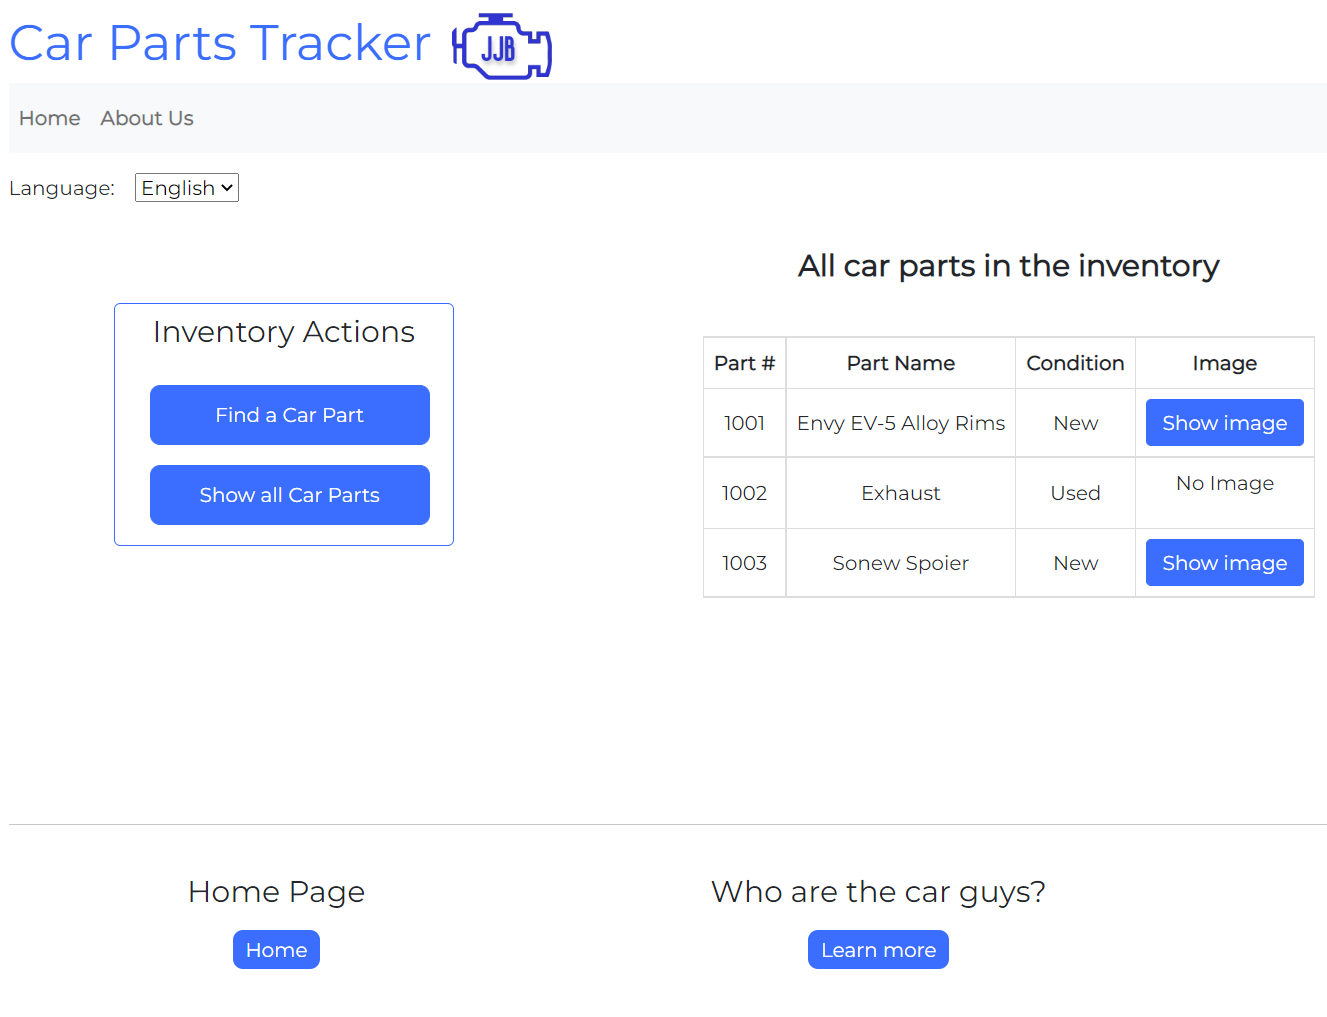 Car Parts Tracker JJB
Home About Us
Language: English
All car parts in the inventory
Inventory Actions
Find a Car Part
Show all Car Parts
Part # Part Name Condition Image
1001 Envy EV-5 Alloy Rims New Show image
1002 Exhaust Used No Image
1003 Sonew Spoier New Show image
Home Page
Home
Who are the car guys?
Learn more